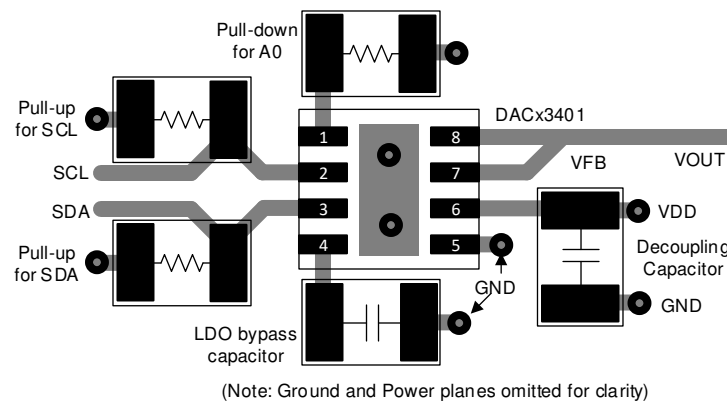 Pull-down
for A0
Pull-up
for SCL
DACx3401
1
8
VFB
VOUT
SCL
2
7
SDA
3
6
VDD
Pull-up
for SDA
4
5
Decoupling
Capacitor
GND
GND
LDO bypass
capacitor
(Note: Ground and Power planes omitted for clarity)